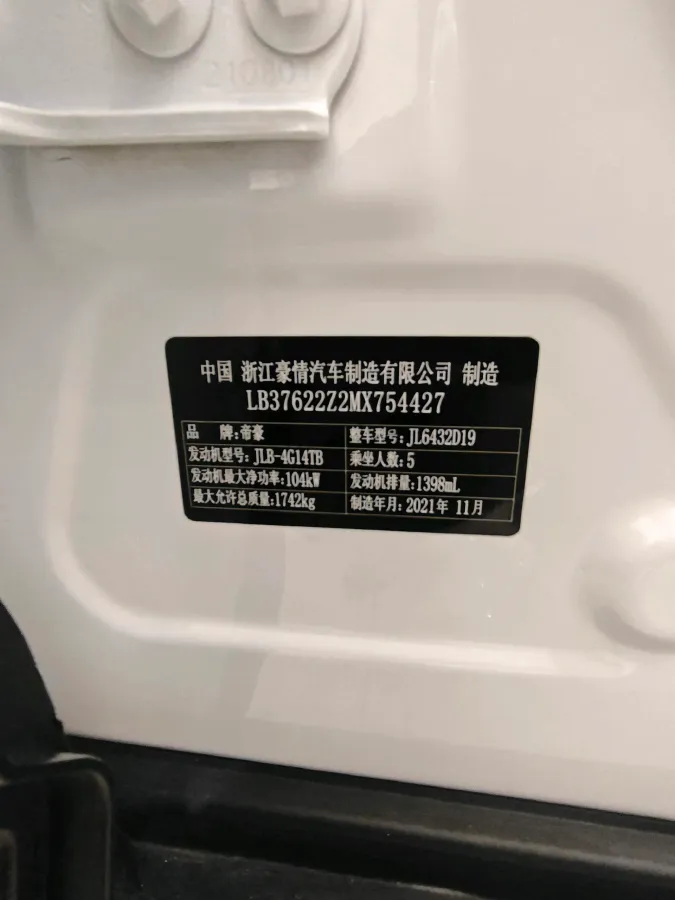 中国 浙江豪情汽车制造有限公司 制造
LB37622Z2MX754427
品 牌:帝豪 整车型号:JL6432D19
发动机型号:JLB-4G14TB 乘坐人数:5
发动机最大净功率:104kW 发动机排量:1398mL
最大允许总质量:1742kg 制造年月:2021年 11月